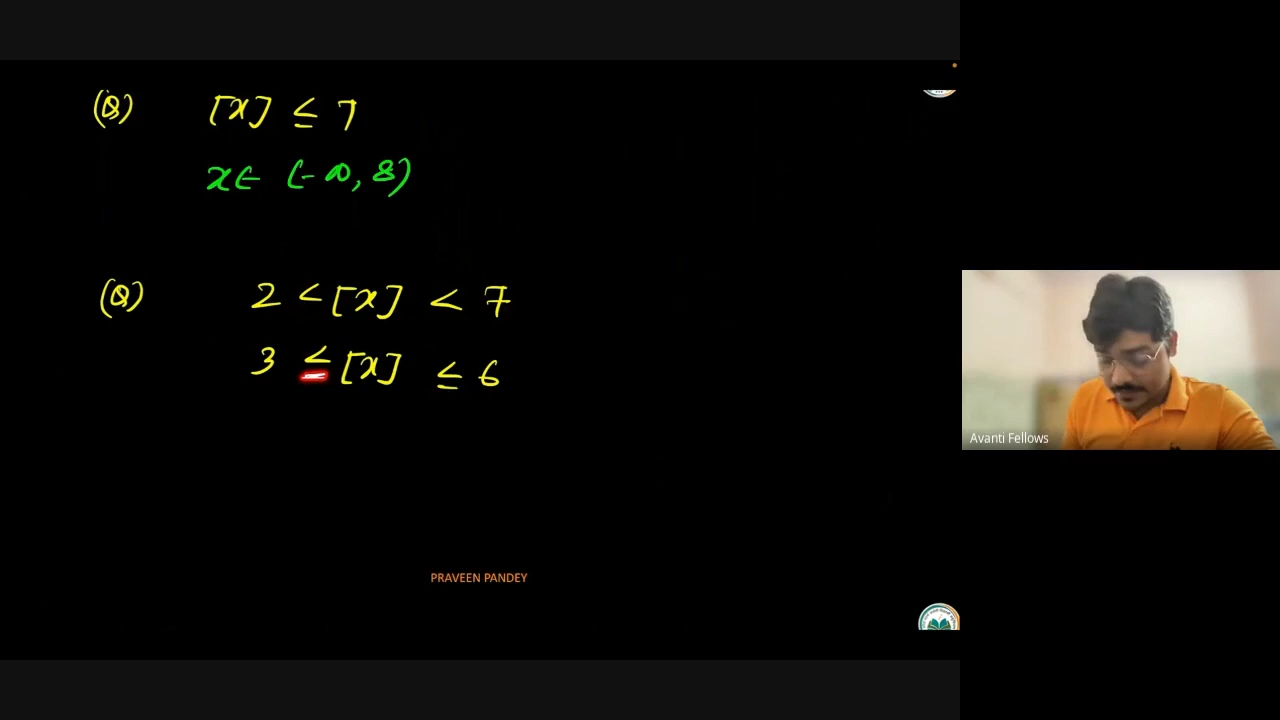 (Q) [x] ≤ 7
x ∈ (-∞, 8)
(Q) 2 < [x] < 7
3 ≤ [x] ≤ 6
Avanti Fellows
PRAVEEN PANDEY